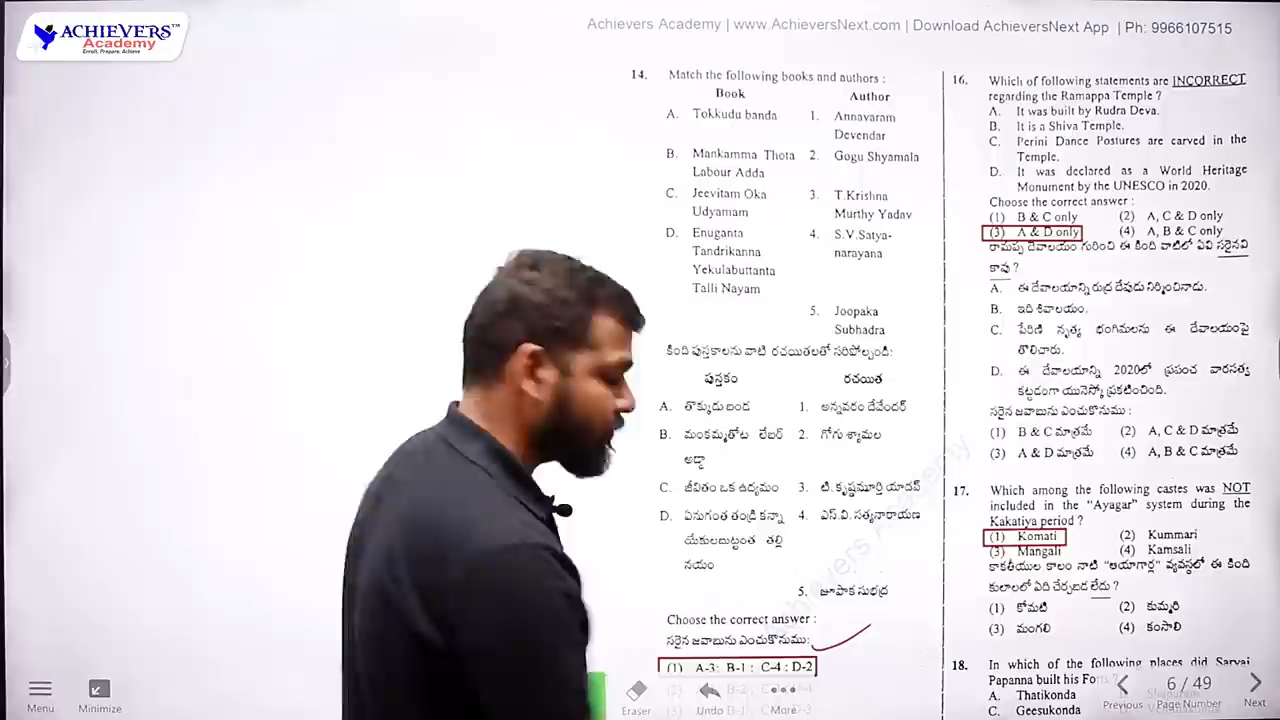 ACHIEVERS™
Academy
Enroll. Prepare. Achieve
Achievers Academy | www.AchieversNext.com | Download AchieversNext App | Ph: 9966107515
14. Match the following books and authors :
Book Author
A. Tokkudu banda 1. Annavaram
Devendar
B. Mankamma Thota 2. Gogu Shyamala
Labour Adda
C. Jeevitam Oka 3. T.Krishna
Udyamam Murthy Yadav
D. Enuganta 4. S.V.Satya-
Tandrikanna narayana
Yekulabuttanta
Talli Nayam
5. Joopaka
Subhadra
కింది పుస్తకాలను వాటి రచయితలతో సరిపోల్చండి:
పుస్తకం రచయిత
A. తొక్కుడు బండ 1. అన్నవరం దేవేందర్
B. మంకమ్మతోట లేబర్ 2. గోగు శ్యామల
అడ్డా
C. జీవితం ఒక ఉద్యమం 3. టి.కృష్ణమూర్తి యాదవ్
D. ఏనుగంత తండ్రి కన్నా 4. ఎస్.వి.సత్యనారాయణ
యేకులబుట్టంత తల్లి
నయం
5. జూపాక సుభద్ర
Choose the correct answer :
సరైన జవాబును ఎంచుకొనుము:
(1) A-3; B-1 ; C-4 ; D-2
16. Which of following statements are INCORRECT
regarding the Ramappa Temple ?
A. It was built by Rudra Deva.
B. It is a Shiva Temple.
C. Perini Dance Postures are carved in the
Temple.
D. It was declared as a World Heritage
Monument by the UNESCO in 2020.
Choose the correct answer :
(1) B & C only (2) A, C & D only
(3) A & D only (4) A, B & C only
రామప్ప దేవాలయం గురించి ఈ కింది వాటిలో ఏవి సరైనవి
కావు ?
A. ఈ దేవాలయాన్ని రుద్ర దేవుడు నిర్మించినాడు.
B. ఇది శివాలయం.
C. పేరిణి నృత్య భంగిమలను ఈ దేవాలయంపై
తొలిచారు.
D. ఈ దేవాలయాన్ని 2020లో ప్రపంచ వారసత్వ
కట్టడంగా యునెస్కో ప్రకటించింది.
సరైన జవాబును ఎంచుకొనుము :
(1) B & C మాత్రమే (2) A, C & D మాత్రమే
(3) A & D మాత్రమే (4) A, B & C మాత్రమే
17. Which among the following castes was NOT
included in the "Ayagar" system during the
Kakatiya period ?
(1) Komati (2) Kummari
(3) Mangali (4) Kamsali
కాకతీయుల కాలం నాటి "ఆయాగార్ల" వ్యవస్థలో ఈ కింది
కులాలలో ఏది చేర్చబడ లేదు ?
(1) కోమటి (2) కుమ్మరి
(3) మంగలి (4) కంసాలి
18. In which of the following places did Sarvai
Papanna built his
A. Thatikonda
C. Geesukonda
Achievers Academy
Menu Minimize Eraser Undo More
Previous 6 / 49 Page Number Next